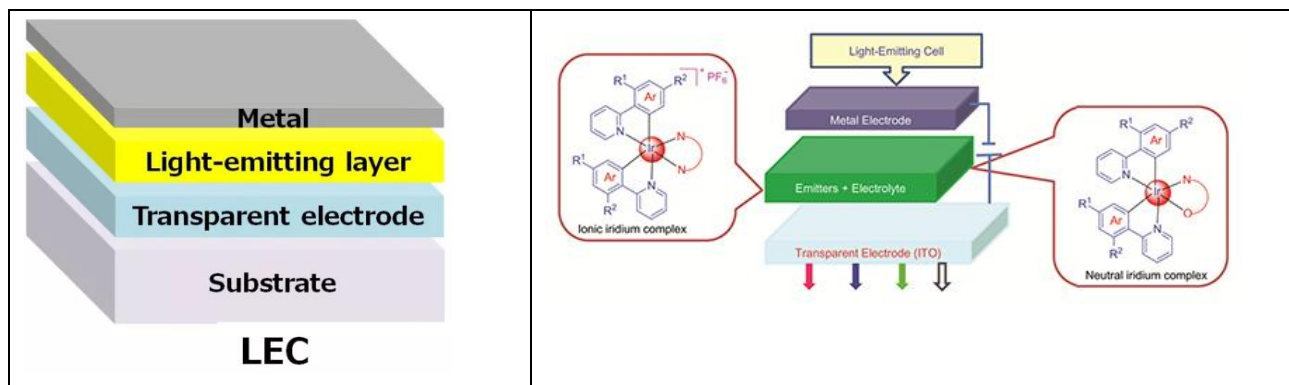 Metal
Light-emitting layer
Transparent electrode
Substrate
LEC
Light-Emitting Cell
Metal Electrode
Emitters + Electrolyte
Transparent Electrode (ITO)
R¹
R²
Ar
N
Ir
N
N
Ar
N
R¹
R²
]⁺ PF₆⁻
Ionic iridium complex
R¹
R²
Ar
N
Ir
N
O
R¹
Ar
N
R²
Neutral iridium complex